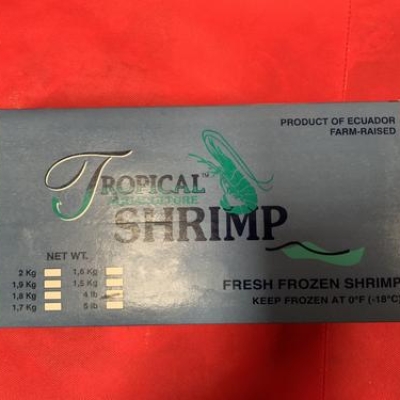 PRODUCT OF ECUADOR
FARM-RAISED
TROPICAL™
SHRIMP
NET WT.
2 Kg 1,6 Kg
1,9 Kg 1,5 Kg
1,8 Kg 4 lb
1,7 Kg 5 lb
FRESH FROZEN SHRIMP
KEEP FROZEN AT 0°F (-18°C)